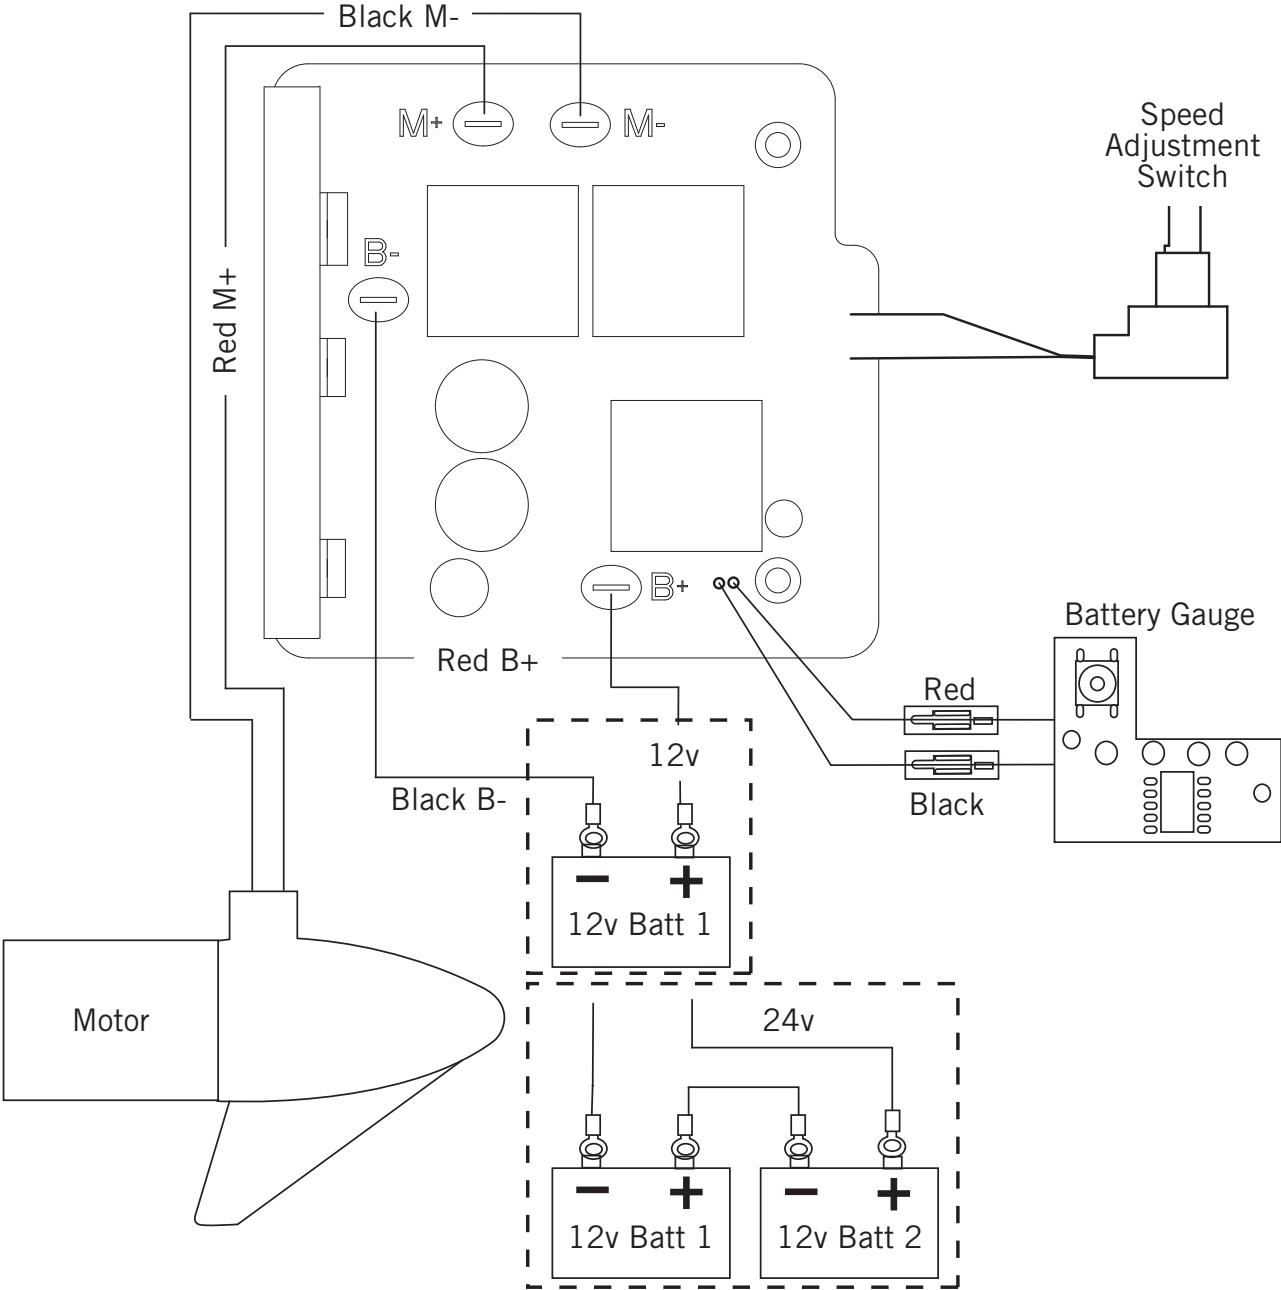 Black M-
M+
M-
Speed
Adjustment
Switch
B-
Red M+
B+
Battery Gauge
Red B+
Red
12v
Black B-
Black
- +
12v Batt 1
Motor
24v
- + - +
12v Batt 1 12v Batt 2